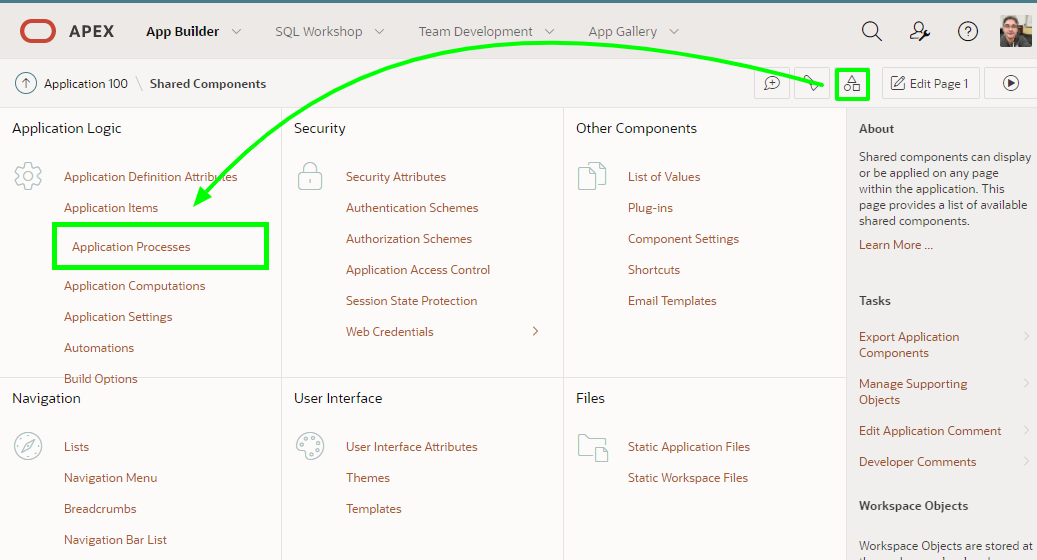 APEX
App Builder
SQL Workshop
Team Development
App Gallery
Application 100
Shared Components
Edit Page 1
Application Logic
Application Definition Attributes
Application Items
Application Processes
Application Computations
Application Settings
Automations
Build Options
Security
Security Attributes
Authentication Schemes
Authorization Schemes
Application Access Control
Session State Protection
Web Credentials
Other Components
List of Values
Plug-ins
Component Settings
Shortcuts
Email Templates
Navigation
Lists
Navigation Menu
Breadcrumbs
Navigation Bar List
User Interface
User Interface Attributes
Themes
Templates
Files
Static Application Files
Static Workspace Files
About
Shared components can display
or be applied on any page
within the application. This
page provides a list of available
shared components.
Learn More ...
Tasks
Export Application
Components
Manage Supporting
Objects
Edit Application Comment
Developer Comments
Workspace Objects
Workspace Objects are stored at